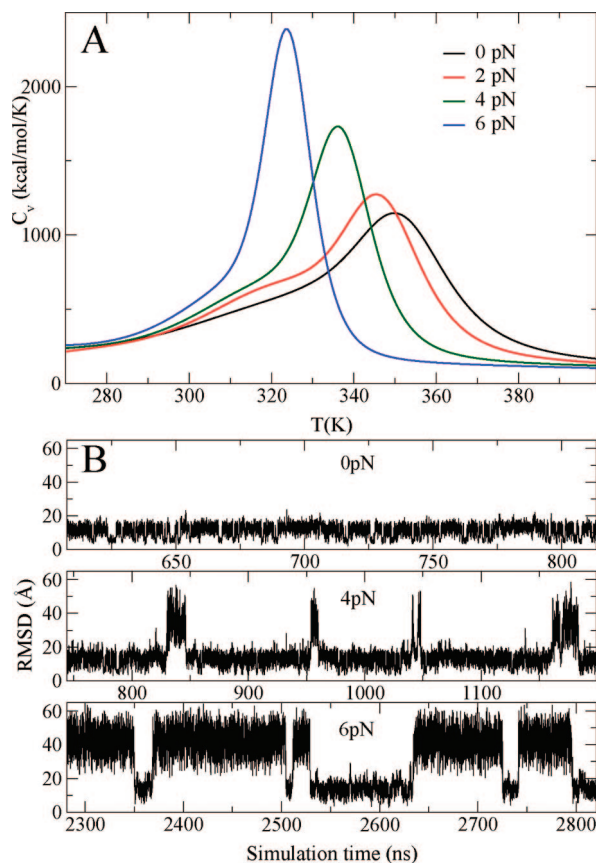 A
0 pN
2 pN
4 pN
6 pN
2000
1000
0
C_v (kcal/mol/K)
280 300 320 340 360 380
T(K)
B
0pN
60
40
20
0
650 700 750 800
4pN
60
40
20
0
800 900 1000 1100
RMSD (Å)
6pN
60
40
20
0
2300 2400 2500 2600 2700 2800
Simulation time (ns)